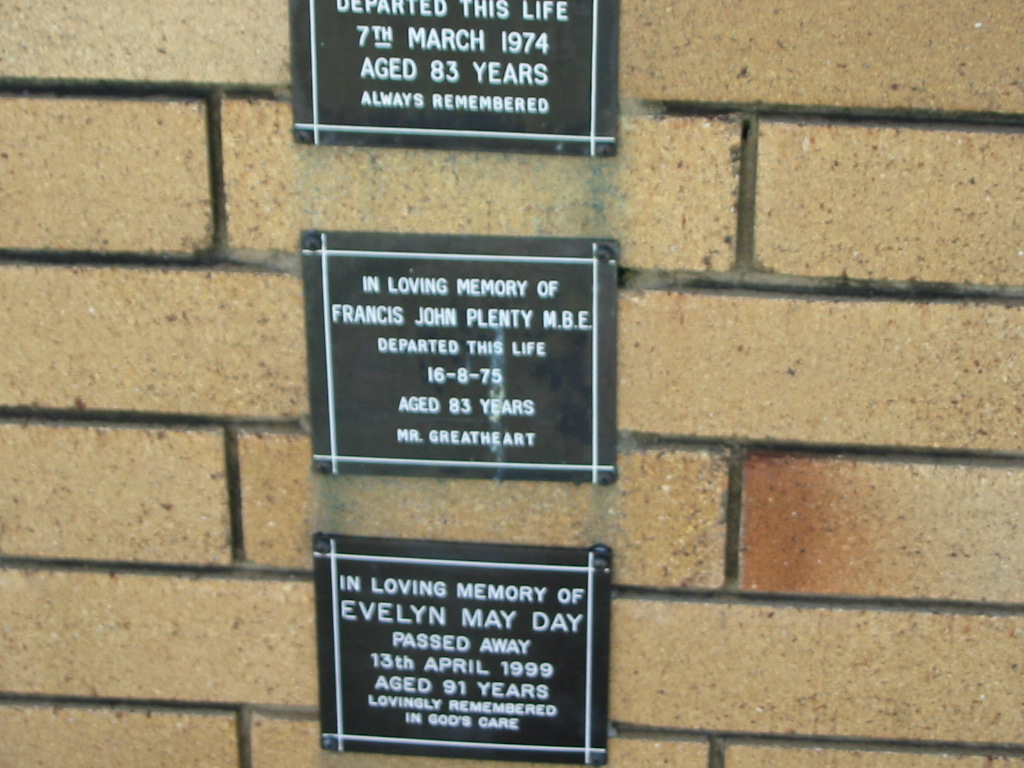 DEPARTED THIS LIFE
7TH MARCH 1974
AGED 83 YEARS
ALWAYS REMEMBERED
IN LOVING MEMORY OF
FRANCIS JOHN PLENTY M.B.E.
DEPARTED THIS LIFE
16-8-75
AGED 83 YEARS
MR. GREATHEART
IN LOVING MEMORY OF
EVELYN MAY DAY
PASSED AWAY
13th APRIL 1999
AGED 91 YEARS
LOVINGLY REMEMBERED
IN GOD'S CARE